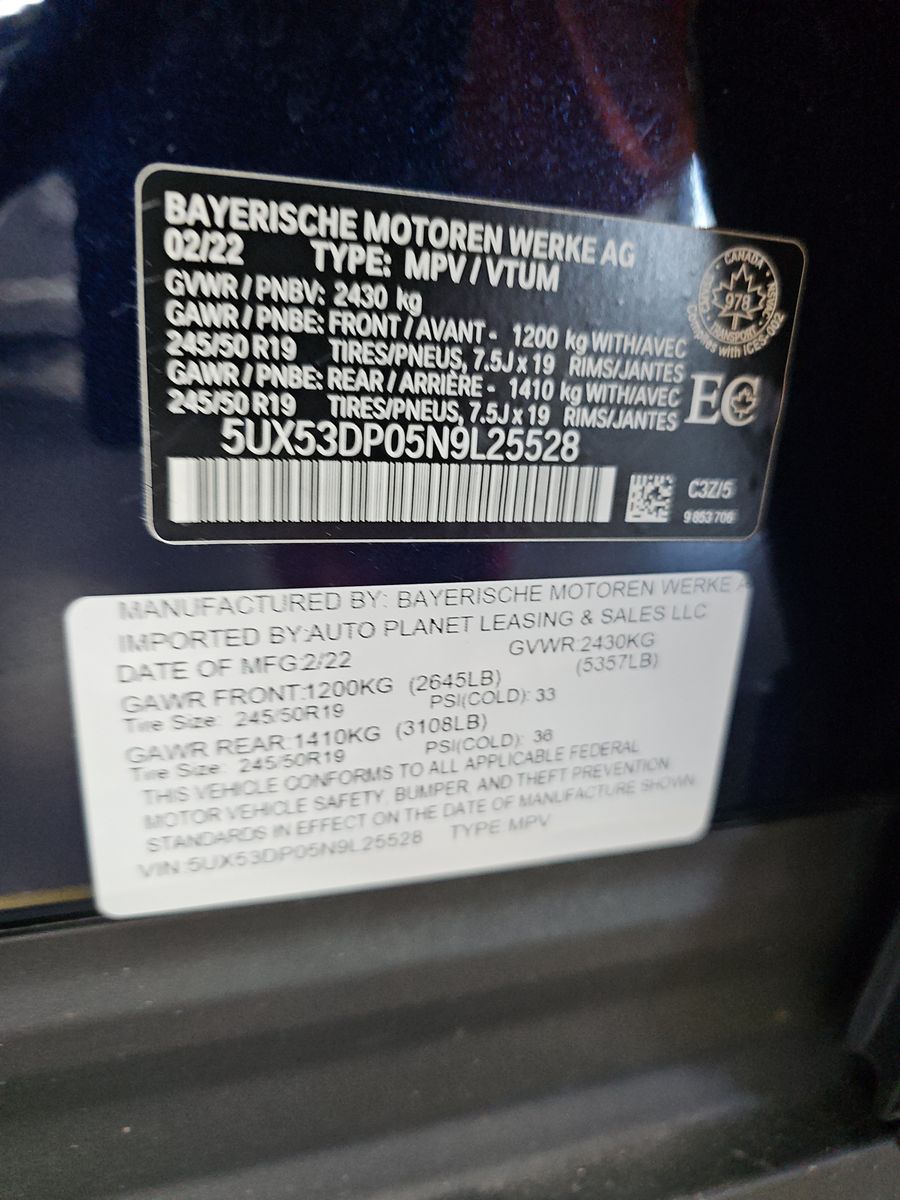 BAYERISCHE MOTOREN WERKE AG
02/22 TYPE: MPV / VTUM
GVWR / PNBV: 2430 kg
GAWR / PNBE: FRONT / AVANT - 1200 kg WITH/AVEC
245/50 R19 TIRES/PNEUS, 7.5J x 19 RIMS/JANTES
GAWR / PNBE: REAR / ARRIÈRE - 1410 kg WITH/AVEC
245/50 R19 TIRES/PNEUS, 7.5J x 19 RIMS/JANTES
5UX53DP05N9L25528
CANADA
978
TRANSPORT
EC
C3Z/5
9 853 706
MANUFACTURED BY: BAYERISCHE MOTOREN WERKE A
IMPORTED BY:AUTO PLANET LEASING & SALES LLC
DATE OF MFG:2/22 GVWR:2430KG
(5357LB)
GAWR FRONT:1200KG (2645LB)
Tire Size: 245/50R19 PSI(COLD): 33
GAWR REAR:1410KG (3108LB)
Tire Size: 245/50R19 PSI(COLD): 36
THIS VEHICLE CONFORMS TO ALL APPLICABLE FEDERAL
MOTOR VEHICLE SAFETY, BUMPER, AND THEFT PREVENTION
STANDARDS IN EFFECT ON THE DATE OF MANUFACTURE SHOWN.
VIN:5UX53DP05N9L25528 TYPE:MPV